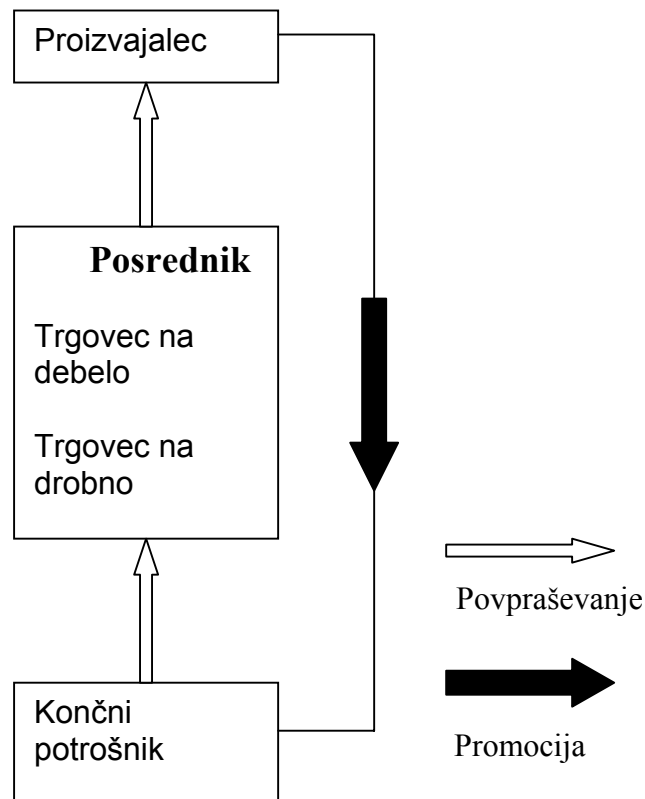 Proizvajalec
Posrednik
Trgovec na
debelo
Trgovec na
drobno
Povpraševanje
Končni
potrošnik
Promocija